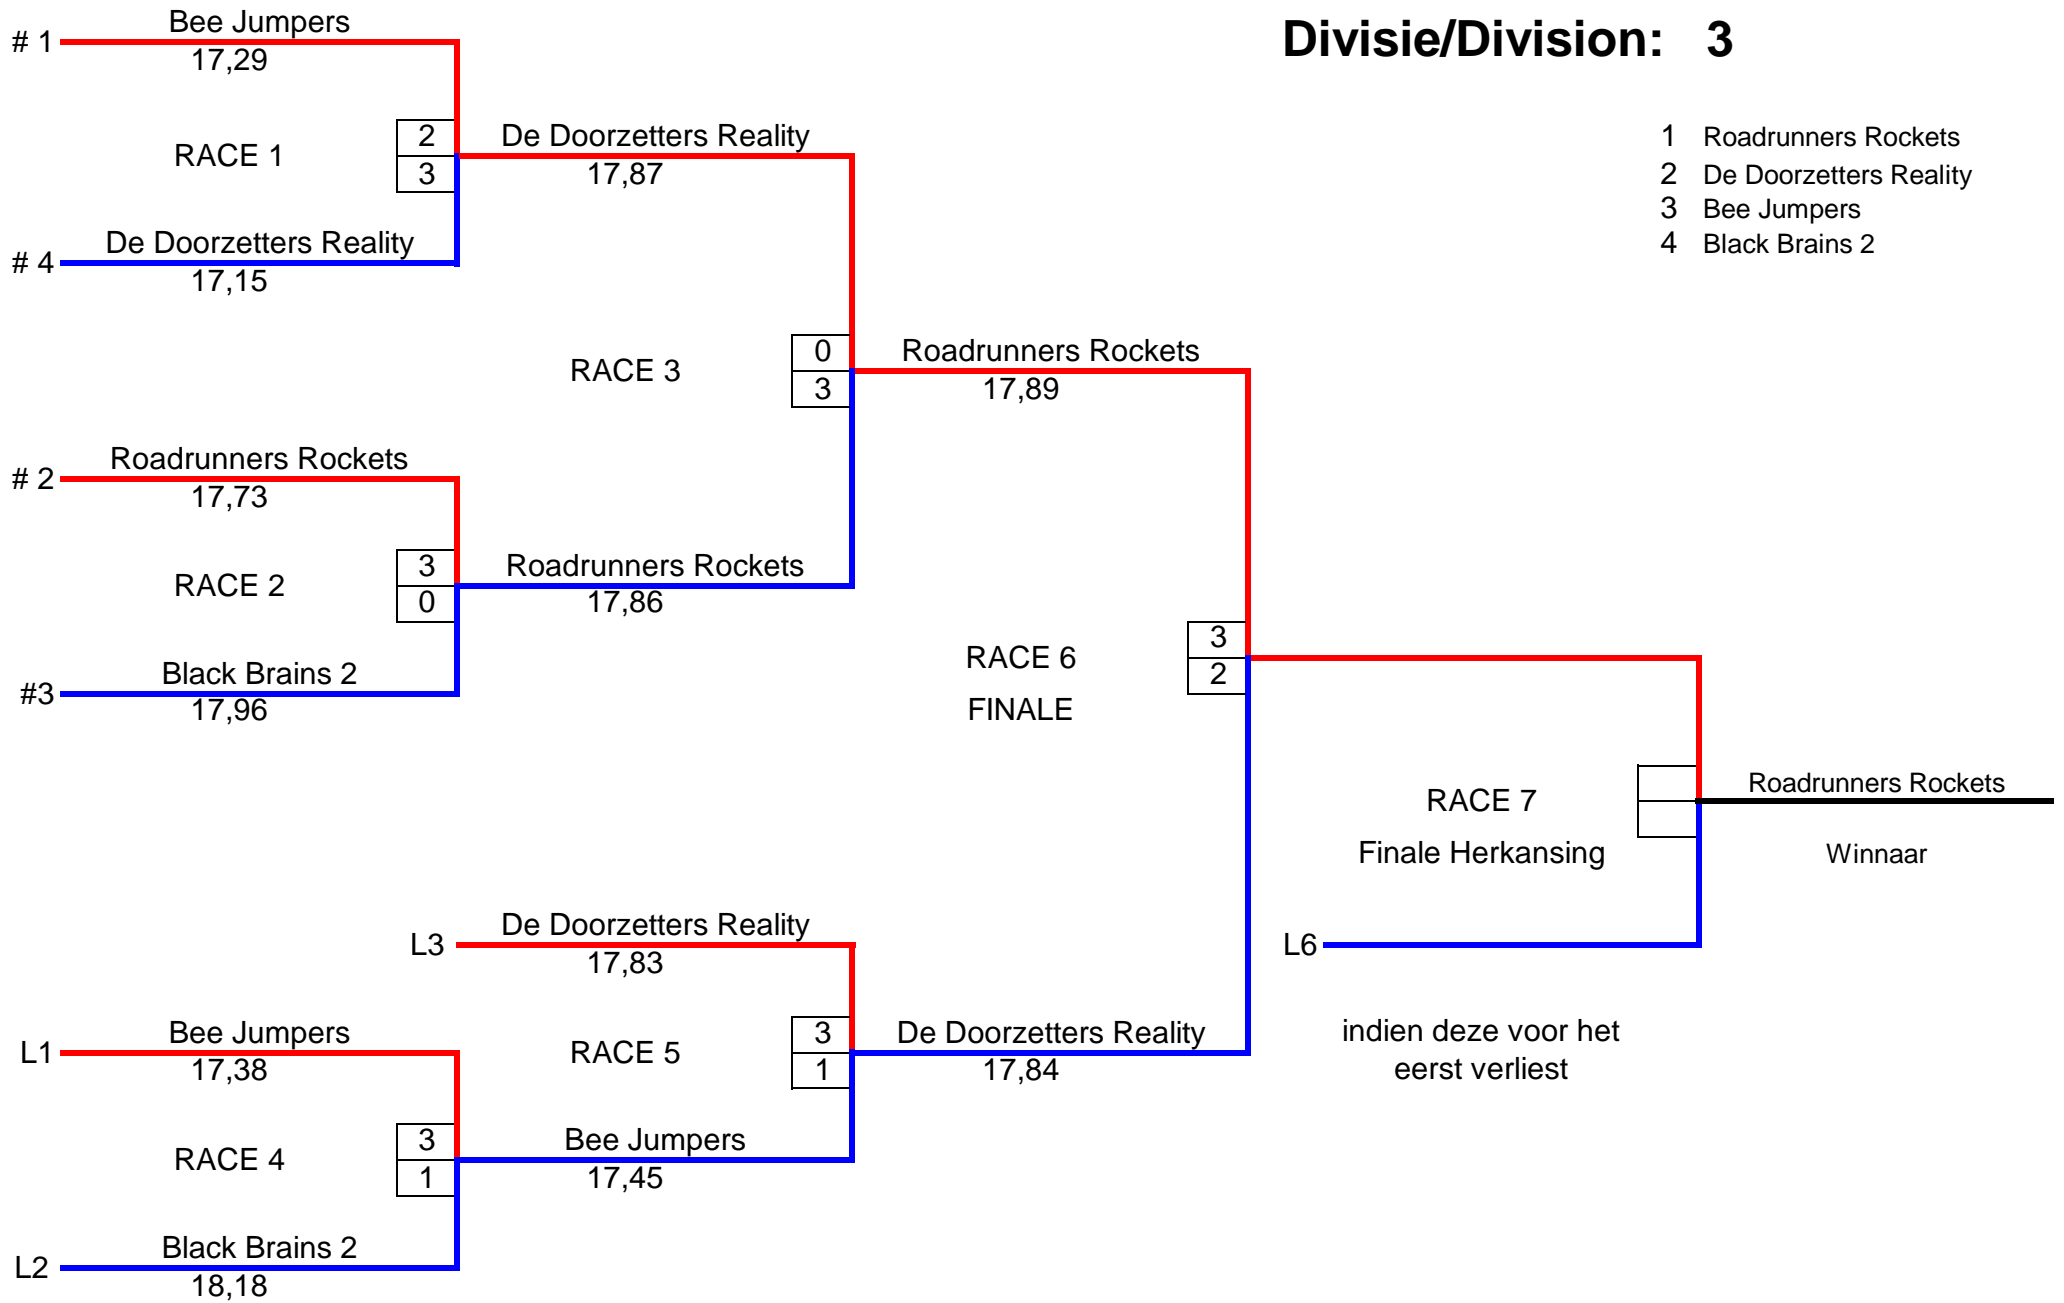 Divisie/Division: 3
1 Roadrunners Rockets
2 De Doorzetters Reality
3 Bee Jumpers
4 Black Brains 2
# 1
Bee Jumpers
17,29
RACE 1
2
3
# 4
De Doorzetters Reality
17,15
De Doorzetters Reality
17,87
RACE 3
0
3
# 2
Roadrunners Rockets
17,73
RACE 2
3
0
#3
Black Brains 2
17,96
Roadrunners Rockets
17,86
Roadrunners Rockets
17,89
RACE 6
FINALE
3
2
RACE 7
Finale Herkansing
Roadrunners Rockets
Winnaar
L6
indien deze voor het
eerst verliest
L3
De Doorzetters Reality
17,83
RACE 5
3
1
De Doorzetters Reality
17,84
L1
Bee Jumpers
17,38
RACE 4
3
1
Bee Jumpers
17,45
L2
Black Brains 2
18,18